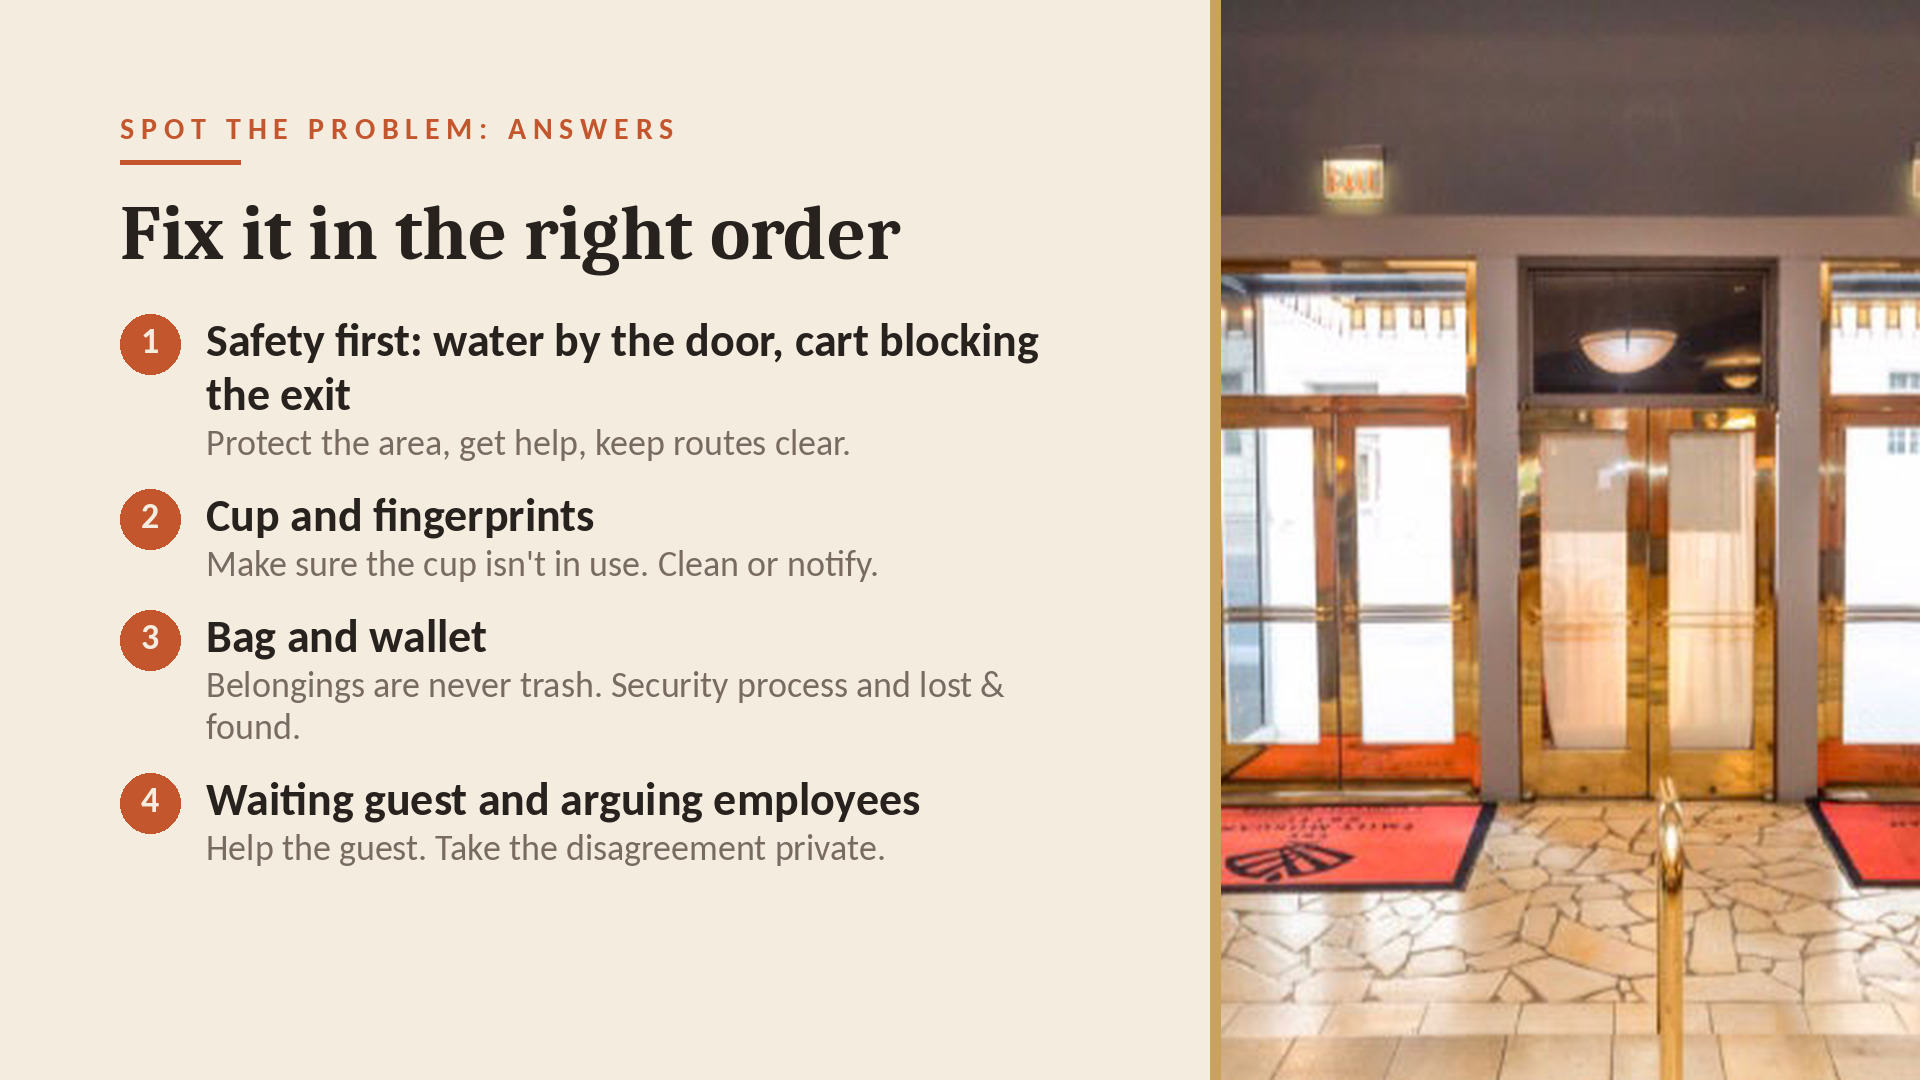 SPOT THE PROBLEM: ANSWERS
Fix it in the right order
1
Safety first: water by the door, cart blocking
the exit
Protect the area, get help, keep routes clear.
2
Cup and fingerprints
Make sure the cup isn't in use. Clean or notify.
3
Bag and wallet
Belongings are never trash. Security process and lost &
found.
4
Waiting guest and arguing employees
Help the guest. Take the disagreement private.
EXIT